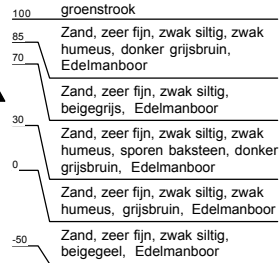 groenstrook
100
Zand, zeer fijn, zwak siltig, zwak
humeus, donker grijsbruin,
Edelmanboor
85
70
Zand, zeer fijn, zwak siltig,
beigegrijs, Edelmanboor
30
Zand, zeer fijn, zwak siltig, zwak
humeus, sporen baksteen, donker
grijsbruin, Edelmanboor
0
Zand, zeer fijn, zwak siltig, zwak
humeus, grijsbruin, Edelmanboor
-50
Zand, zeer fijn, zwak siltig,
beigegeel, Edelmanboor